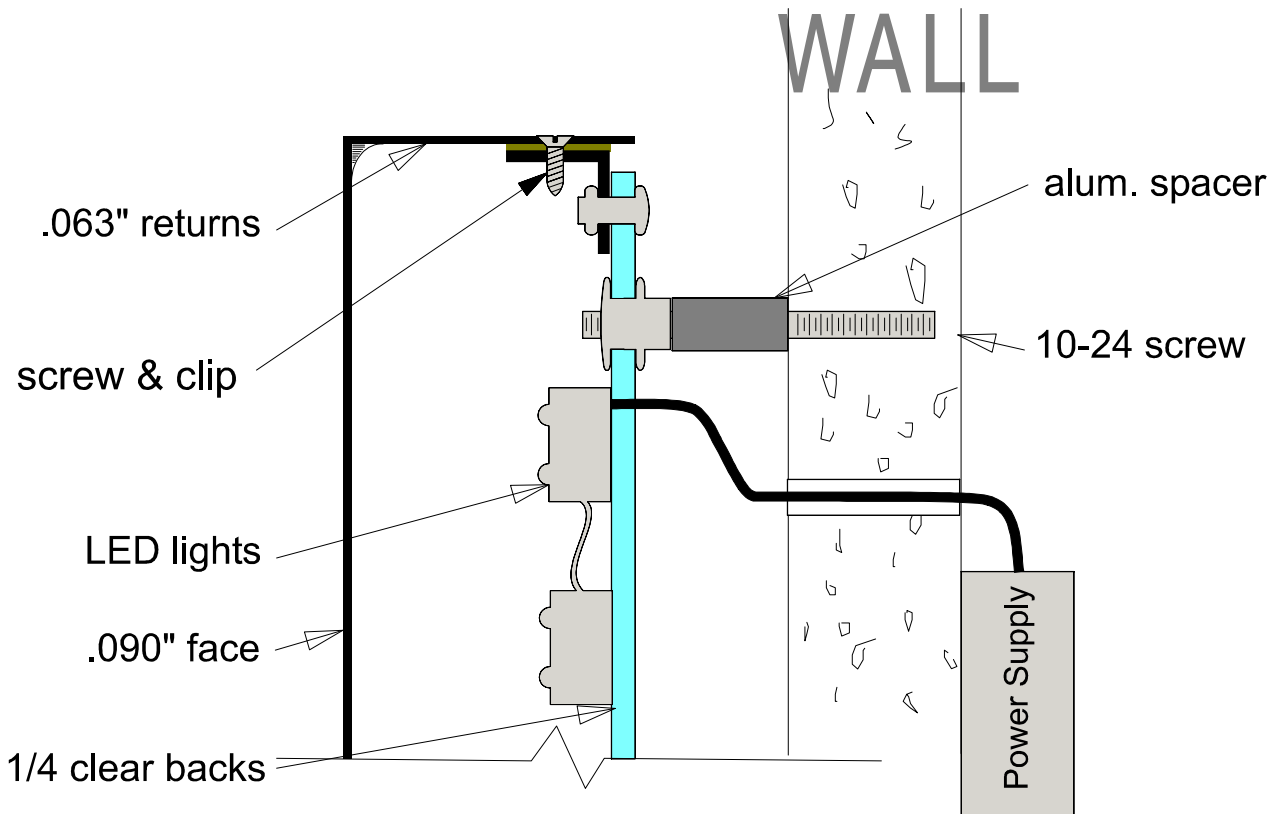 WALL
alum. spacer
.063" returns
10-24 screw
screw & clip
LED lights
.090" face
Power Supply
1/4 clear backs